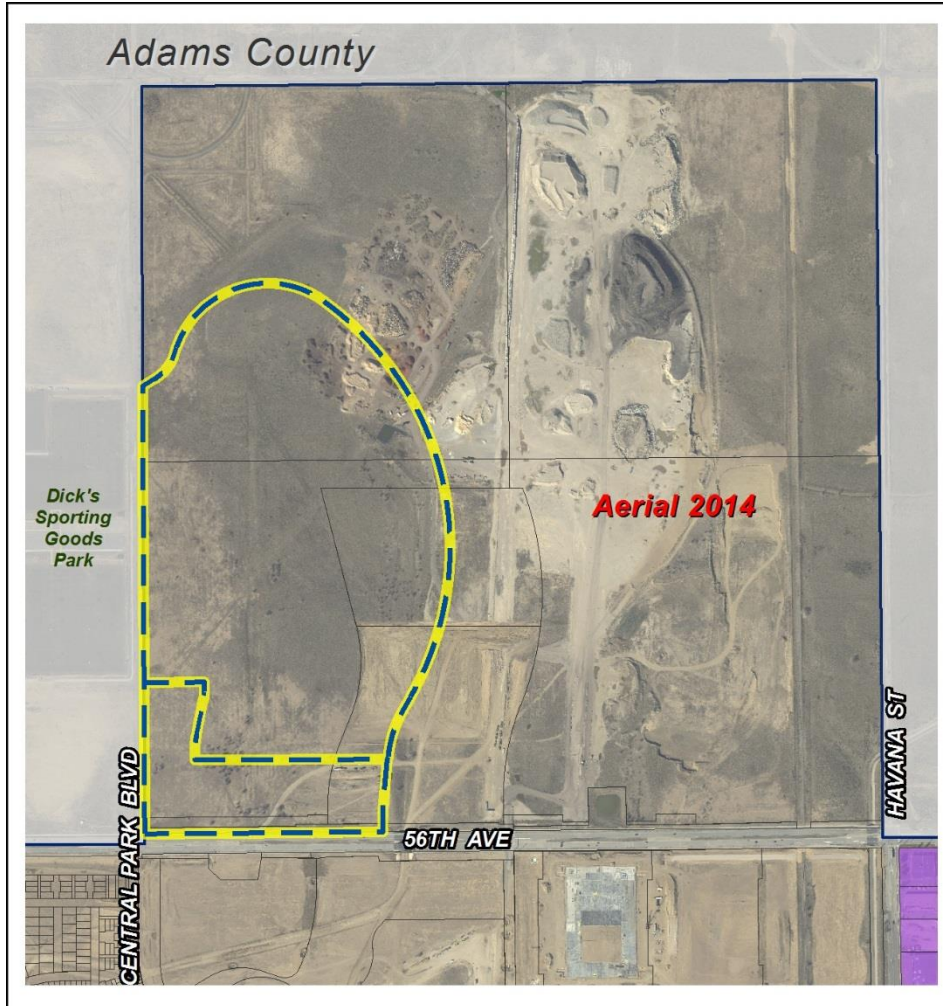 Adams County
Dick's
Sporting
Goods
Park
Aerial 2014
CENTRAL PARK BLVD
56TH AVE
HAVANA ST